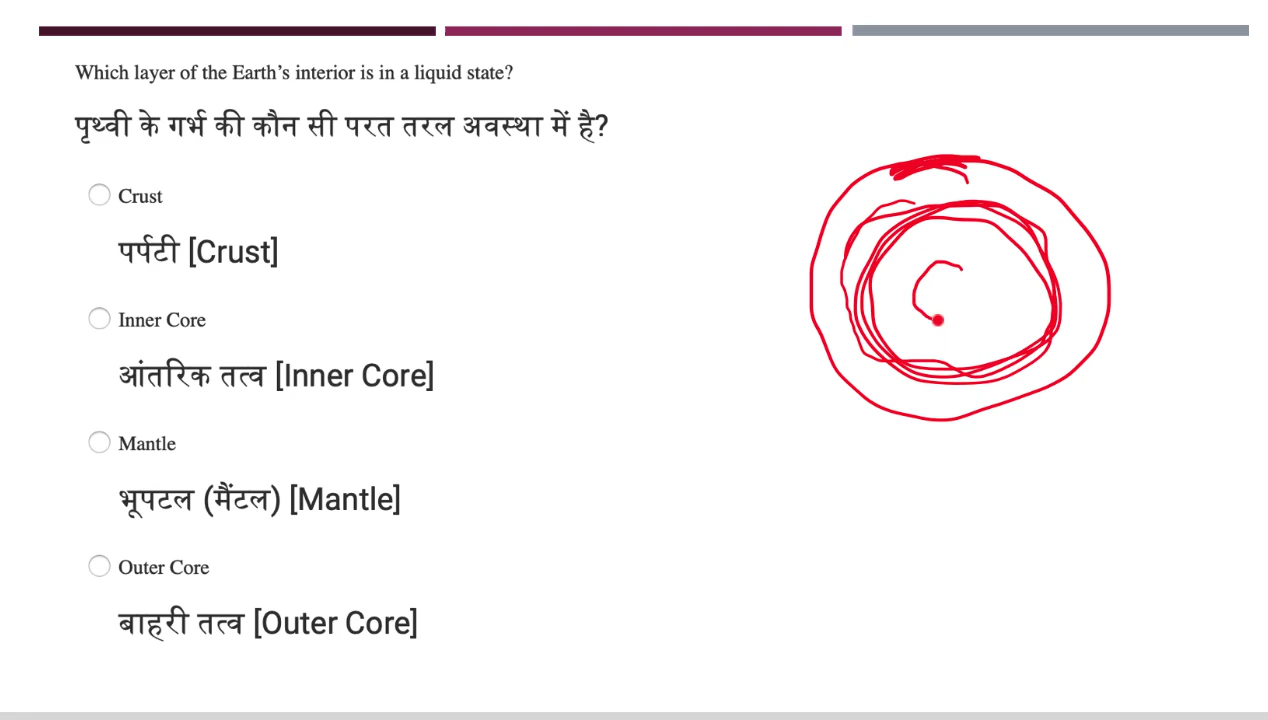 Which layer of the Earth’s interior is in a liquid state?
पृथ्वी के गर्भ की कौन सी परत तरल अवस्था में है?
Crust
पर्पटी [Crust]
Inner Core
आंतरिक तत्व [Inner Core]
Mantle
भूपटल (मैंटल) [Mantle]
Outer Core
बाहरी तत्व [Outer Core]